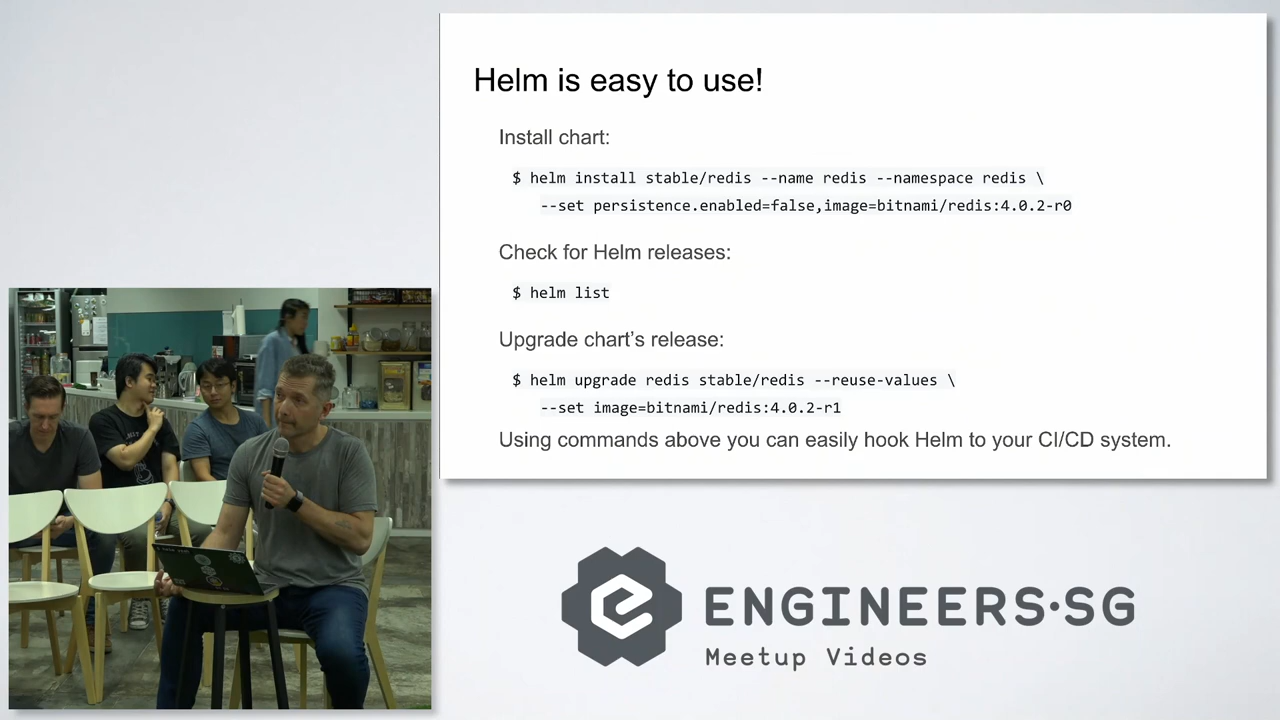 Helm is easy to use!
Install chart:
$ helm install stable/redis --name redis --namespace redis \
--set persistence.enabled=false,image=bitnami/redis:4.0.2-r0
Check for Helm releases:
$ helm list
Upgrade chart’s release:
$ helm upgrade redis stable/redis --reuse-values \
--set image=bitnami/redis:4.0.2-r1
Using commands above you can easily hook Helm to your CI/CD system.
ENGINEERS·SG
Meetup Videos